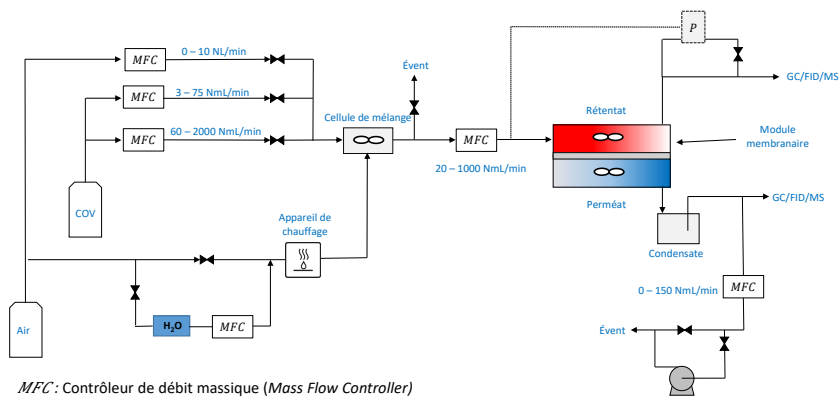 0 – 10 NL/min
MFC
3 – 75 NmL/min
MFC
60 – 2000 NmL/min
MFC
COV
Air
H₂O
MFC
Appareil de
chauffage
Cellule de mélange
Évent
MFC
20 – 1000 NmL/min
P
GC/FID/MS
Rétentat
Module
membranaire
Perméat
GC/FID/MS
Condensate
0 – 150 NmL/min
MFC
Évent
MFC : Contrôleur de débit massique (Mass Flow Controller)